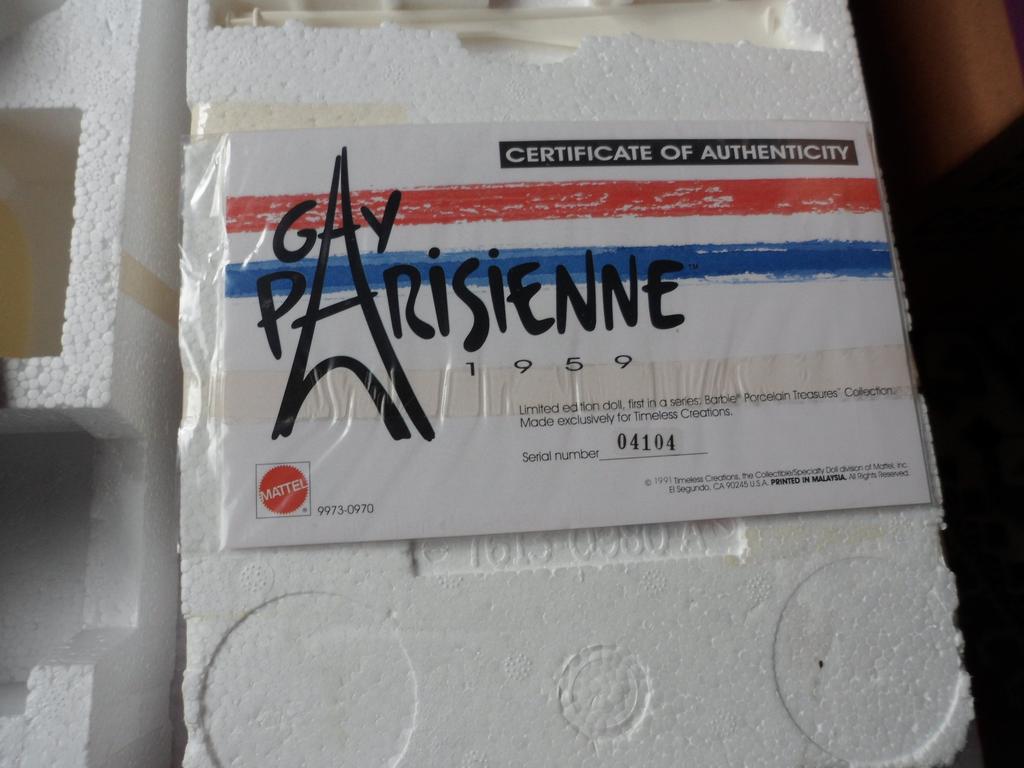 CERTIFICATE OF AUTHENTICITY
GAY
PARISIENNE™
1959
Limited edition doll, first in a series; Barbie® Porcelain Treasures™ Collection.
Made exclusively for Timeless Creations.
Serial number 04104
© 1991 Timeless Creations, the Collectible/Specialty Doll division of Mattel, Inc.
El Segundo, CA 90245 U.S.A. PRINTED IN MALAYSIA. All Rights Reserved.
MATTEL®
9973-0970